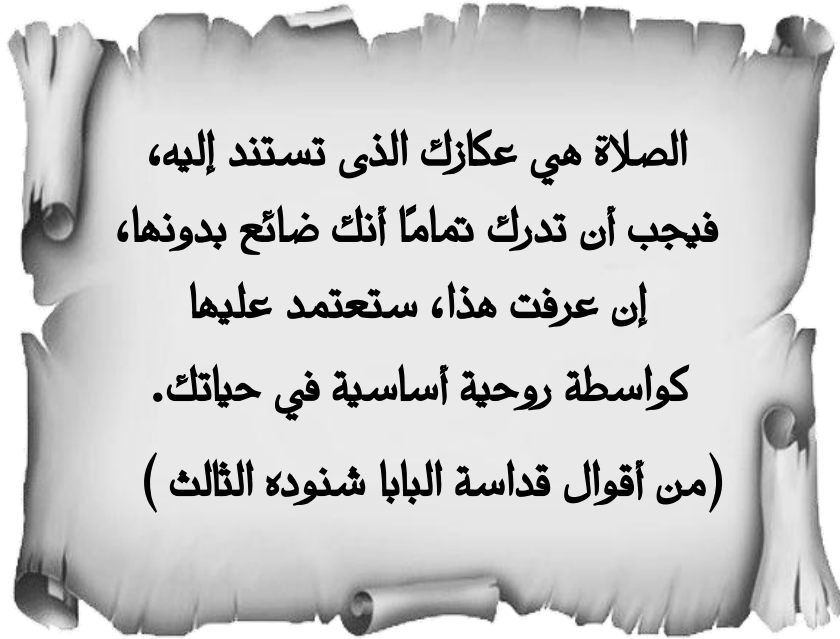 الصلاة هي عكازك الذى تستند إليه،
فيجب أن تدرك تمامًا أنك ضائع بدونها،
إن عرفت هذا، ستعتمد عليها
كواسطة روحية أساسية في حياتك.
(من أقوال قداسة البابا شنوده الثالث )